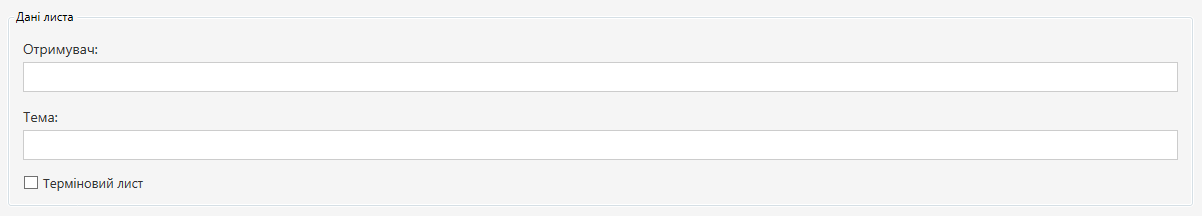 Дані листа
Отримувач:
Тема:
Терміновий лист